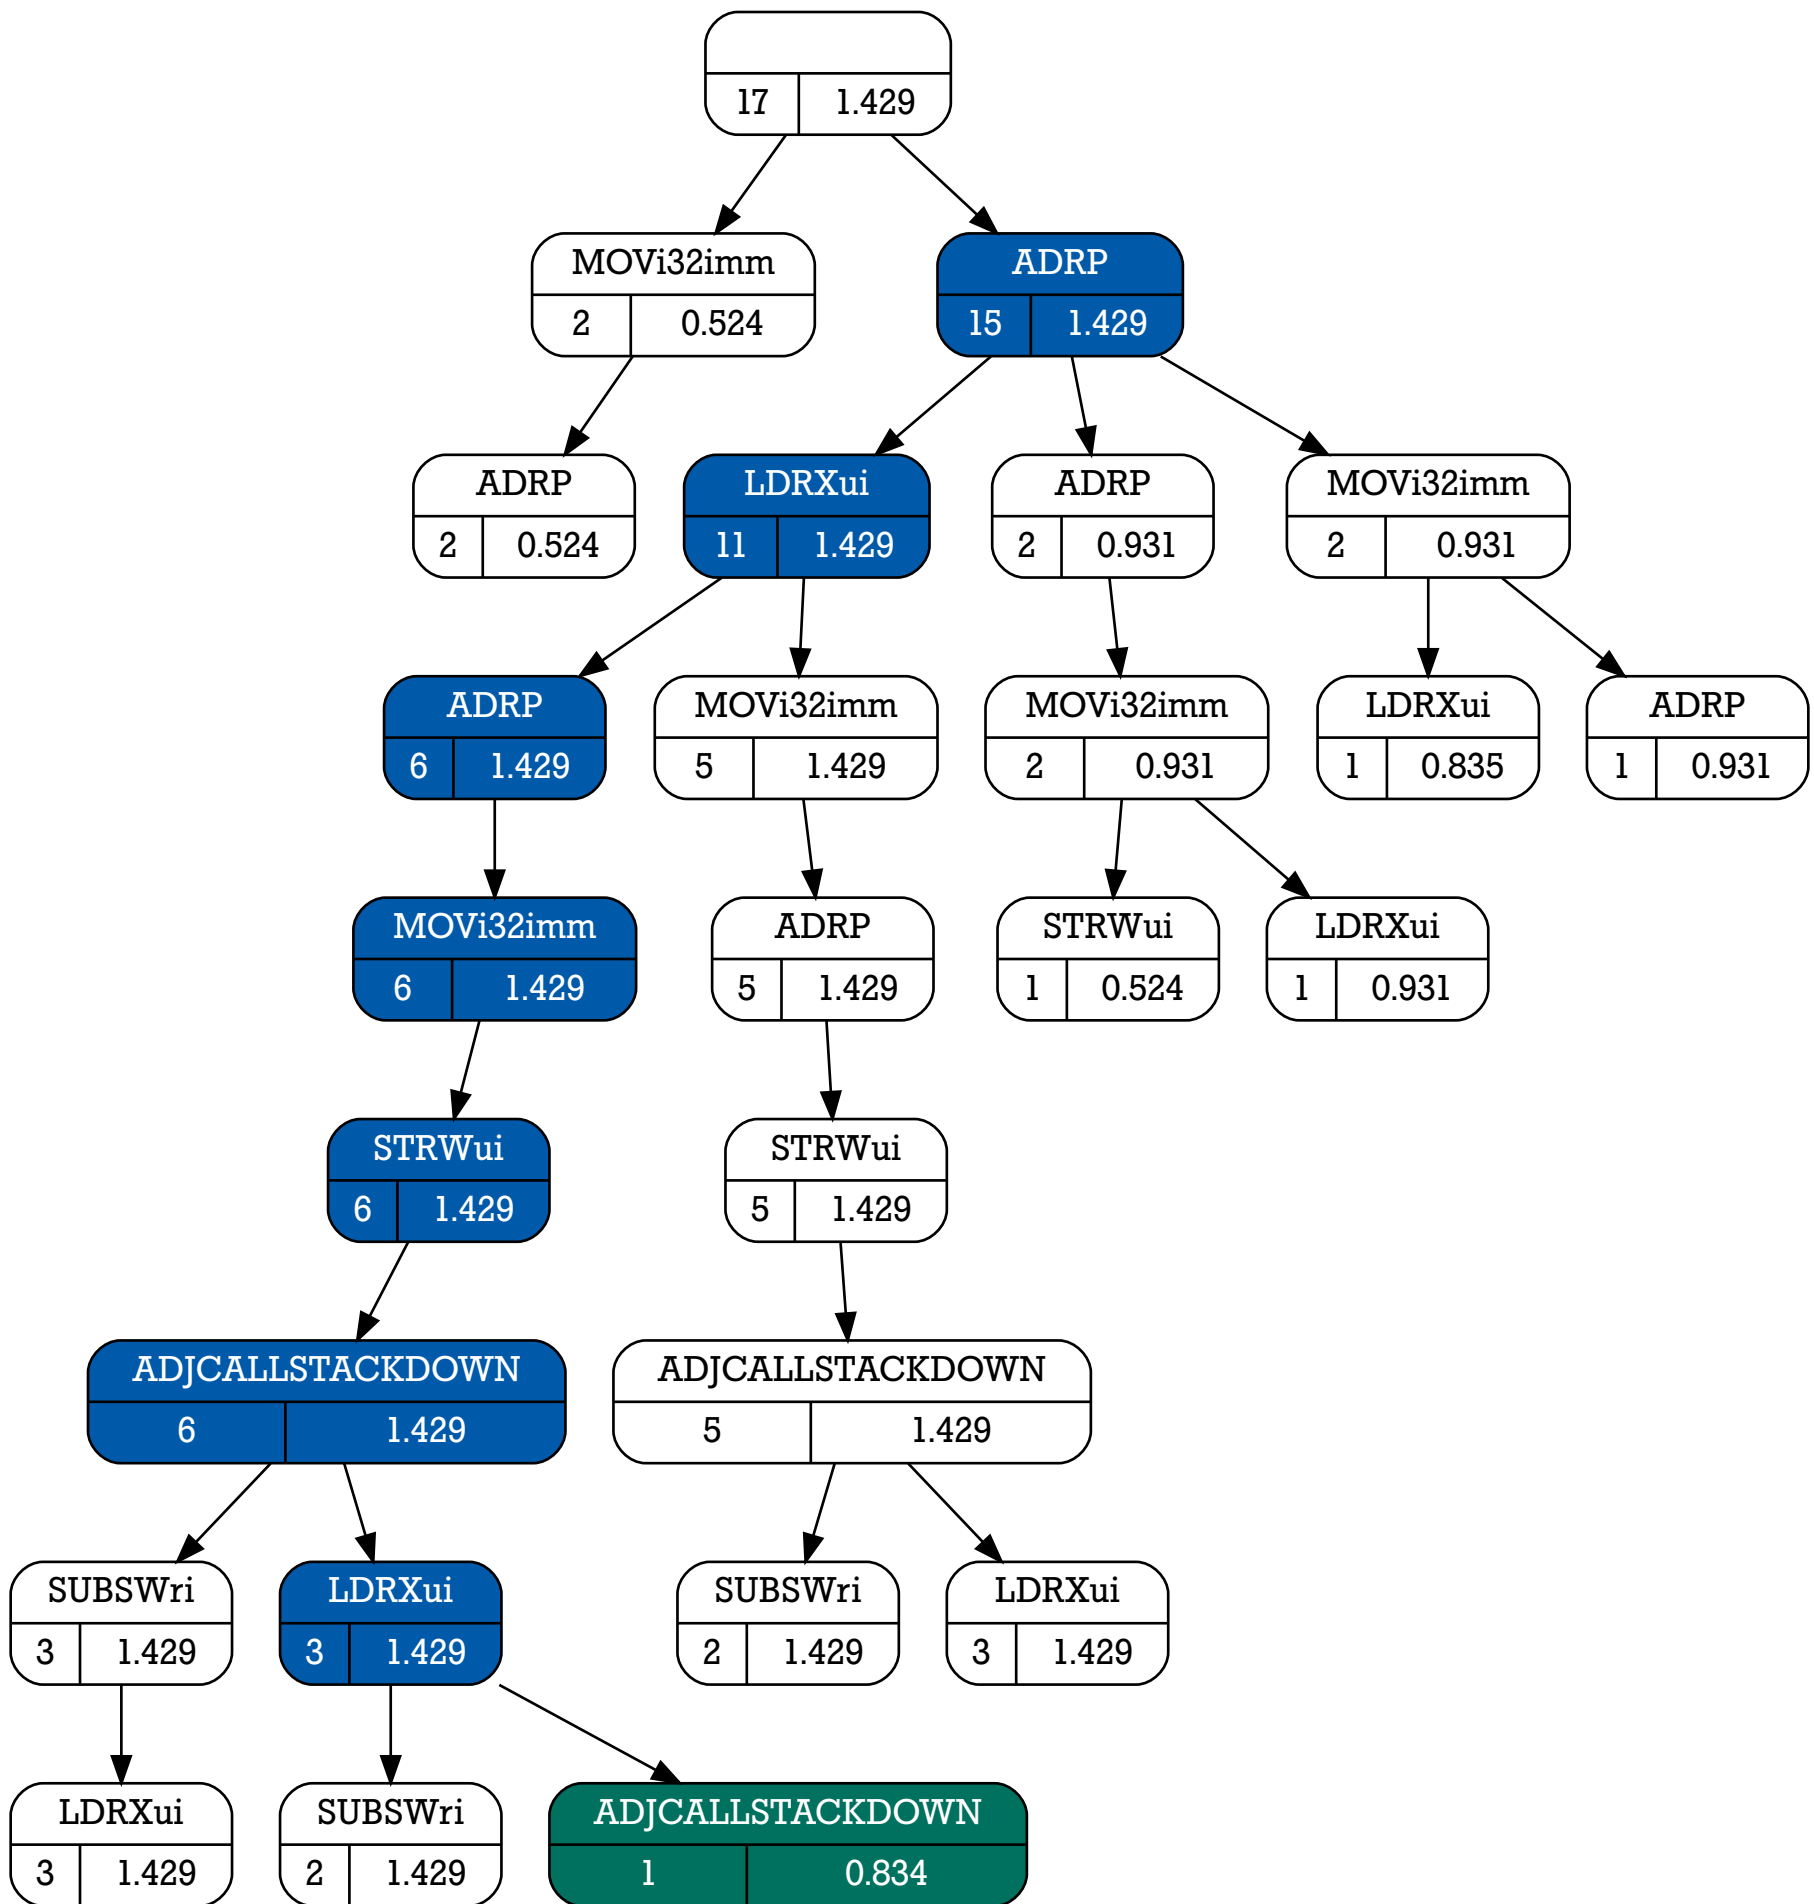 17 1.429
MOVi32imm ADRP
2 0.524 15 1.429
ADRP LDRXui ADRP MOVi32imm
2 0.524 11 1.429 2 0.931 2 0.931
ADRP MOVi32imm MOVi32imm LDRXui ADRP
6 1.429 5 1.429 2 0.931 1 0.835 1 0.931
MOVi32imm ADRP STRWui LDRXui
6 1.429 5 1.429 1 0.524 1 0.931
STRWui STRWui
6 1.429 5 1.429
ADJCALLSTACKDOWN ADJCALLSTACKDOWN
6 1.429 5 1.429
SUBSWri LDRXui SUBSWri LDRXui
3 1.429 3 1.429 2 1.429 3 1.429
LDRXui SUBSWri ADJCALLSTACKDOWN
3 1.429 2 1.429 1 0.834